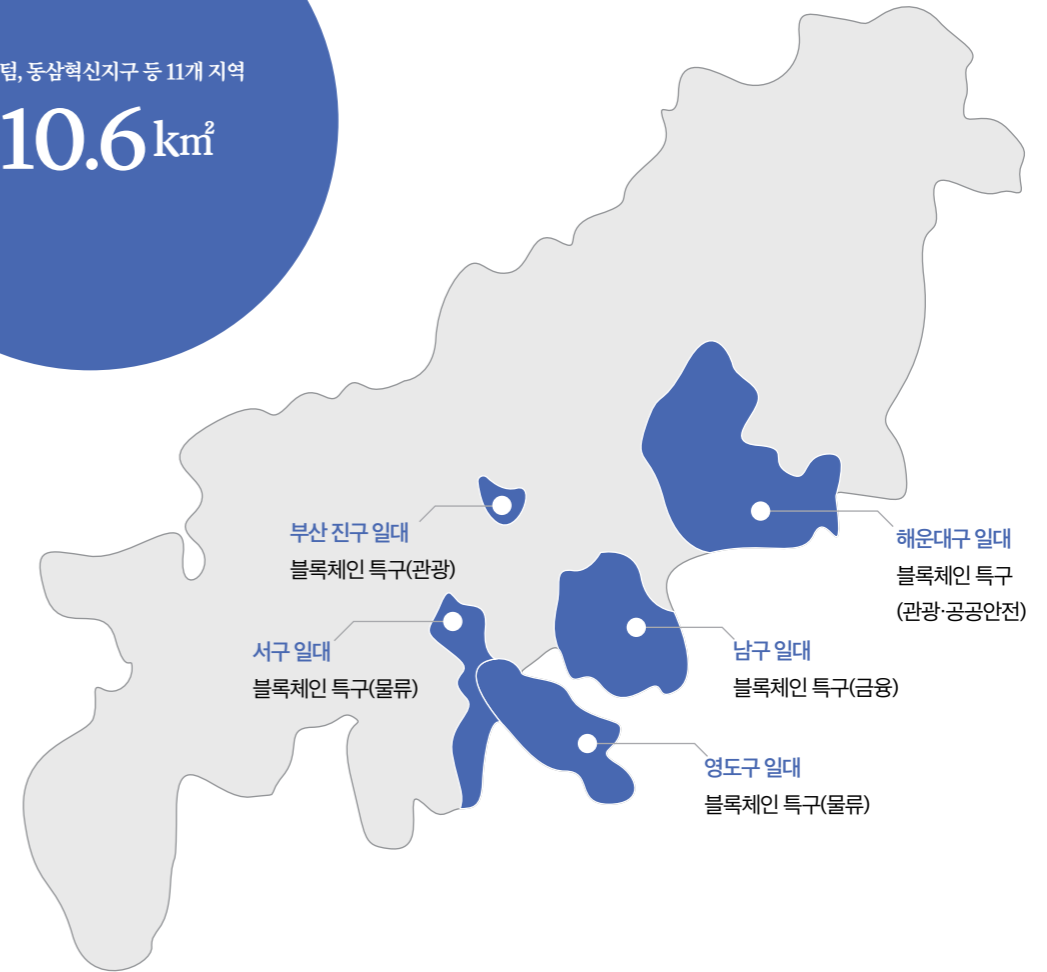 텀, 동삼혁신지구 등 11개 지역
10.6 km²
부산 진구 일대
블록체인 특구(관광)
해운대구 일대
블록체인 특구
(관광·공공안전)
서구 일대
블록체인 특구(물류)
남구 일대
블록체인 특구(금융)
영도구 일대
블록체인 특구(물류)